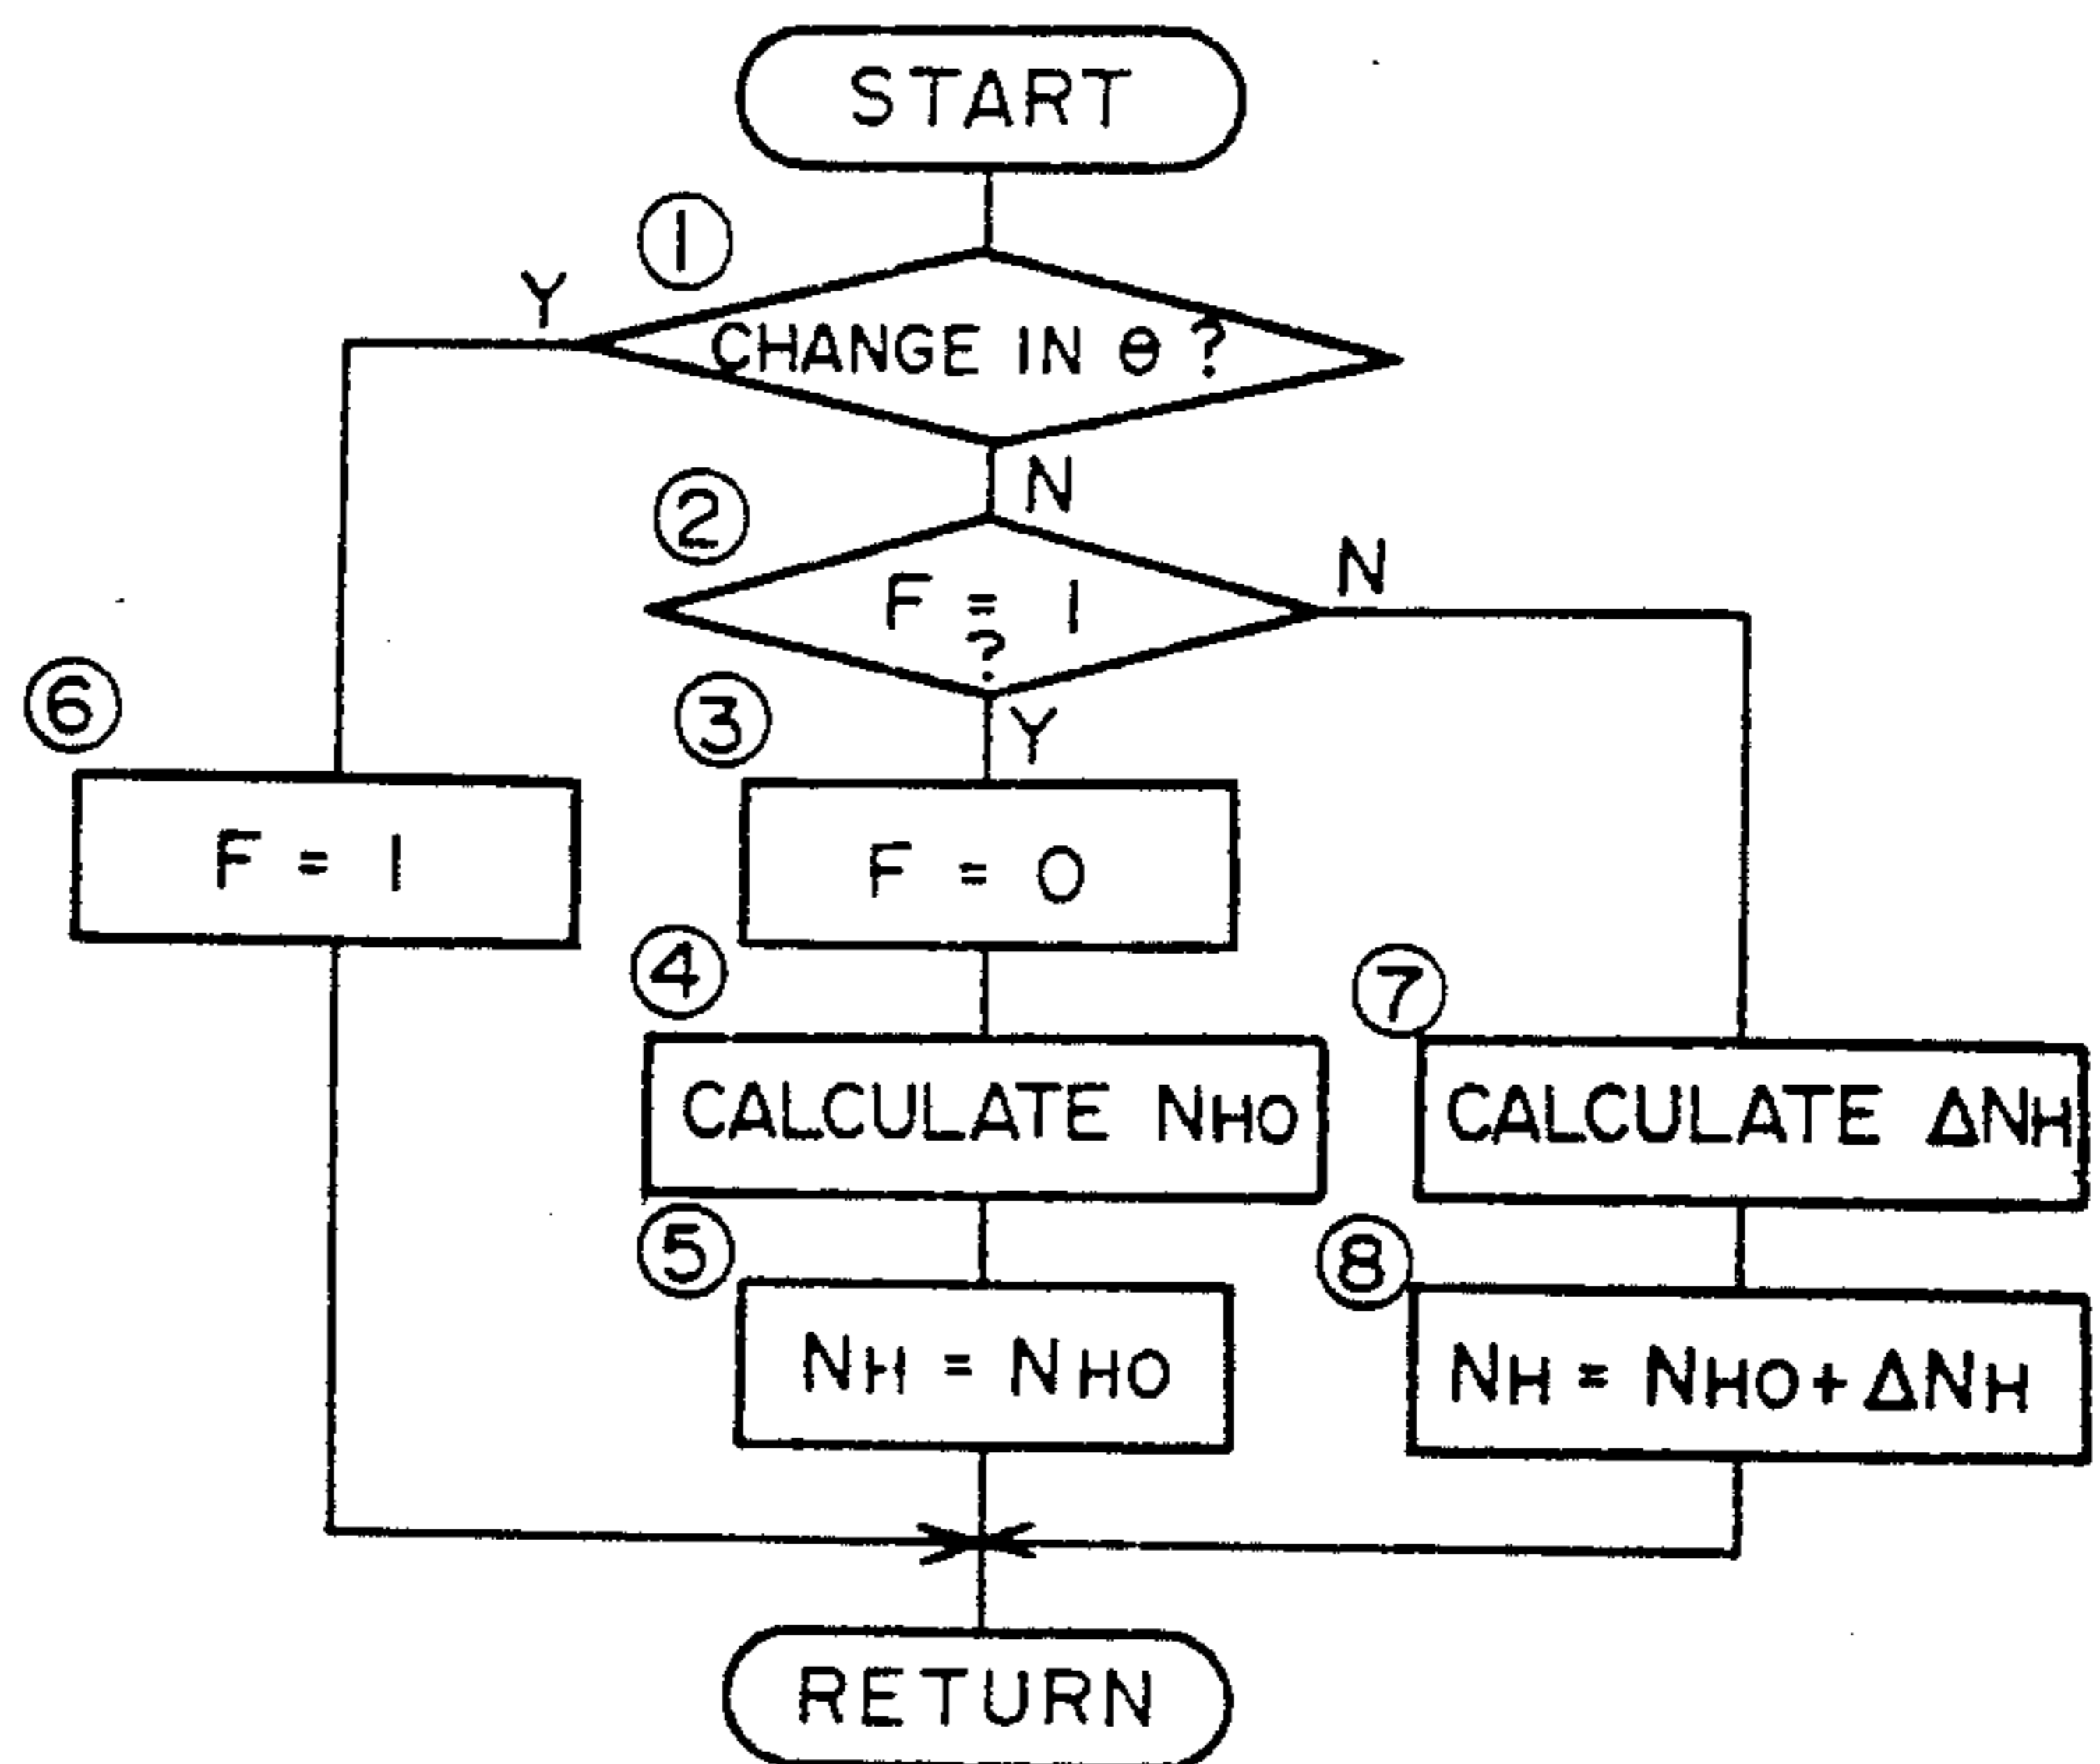 START
①
Y
CHANGE IN θ ?
N
②
F = 1
?
N
③
Y
⑥
F = 1
F = 0
④
⑦
CALCULATE NHO
CALCULATE ΔNH
⑤
⑧
NH = NHO
NH = NHO + ΔNH
RETURN